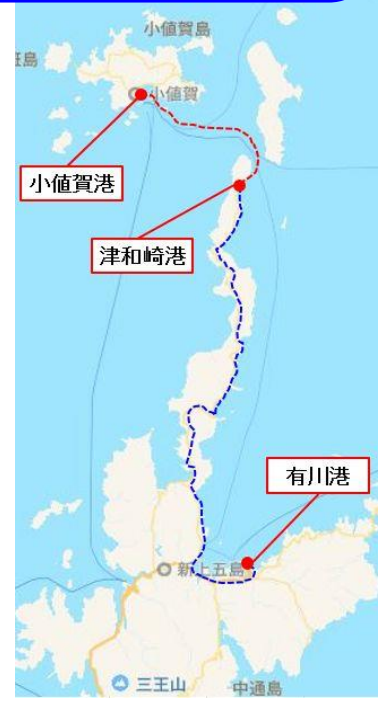 小値賀島
小値賀
小値賀港
津和崎港
有川港
新上五島
三王山
中通島